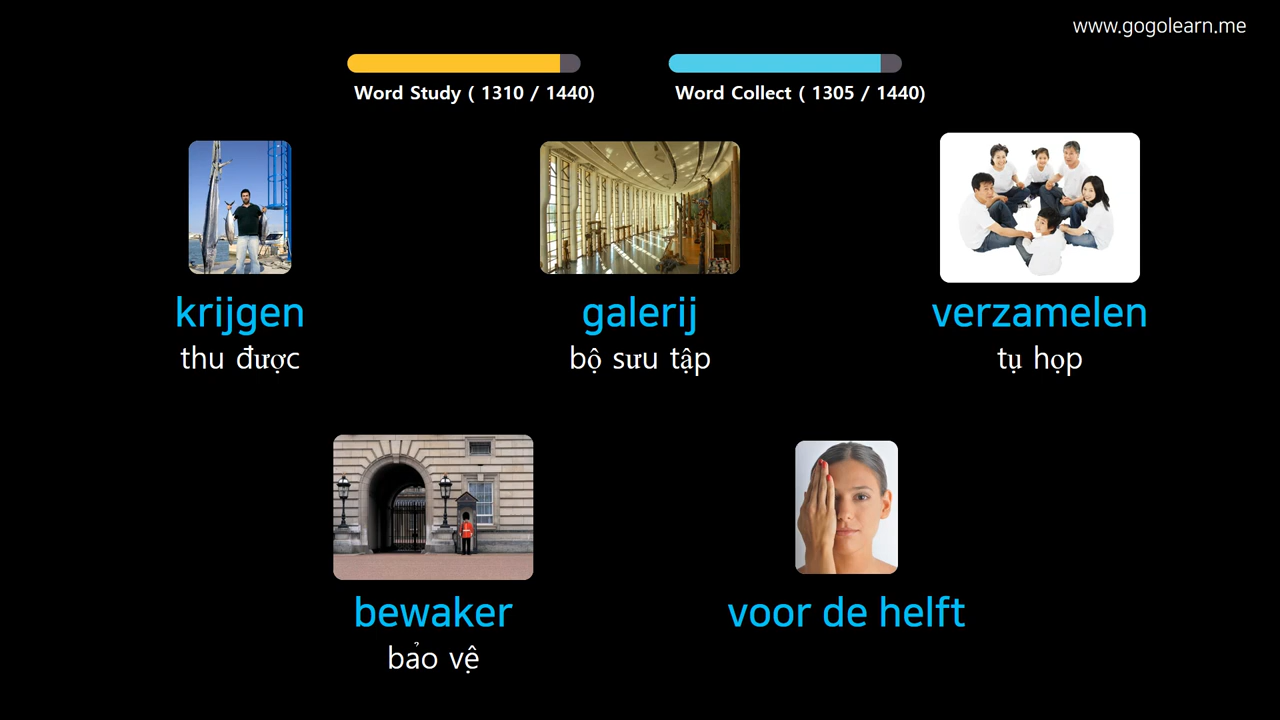 www.gogolearn.me
Word Study ( 1310 / 1440)
Word Collect ( 1305 / 1440)
krijgen
thu được
galerij
bộ sưu tập
verzamelen
tụ họp
bewaker
bảo vệ
voor de helft